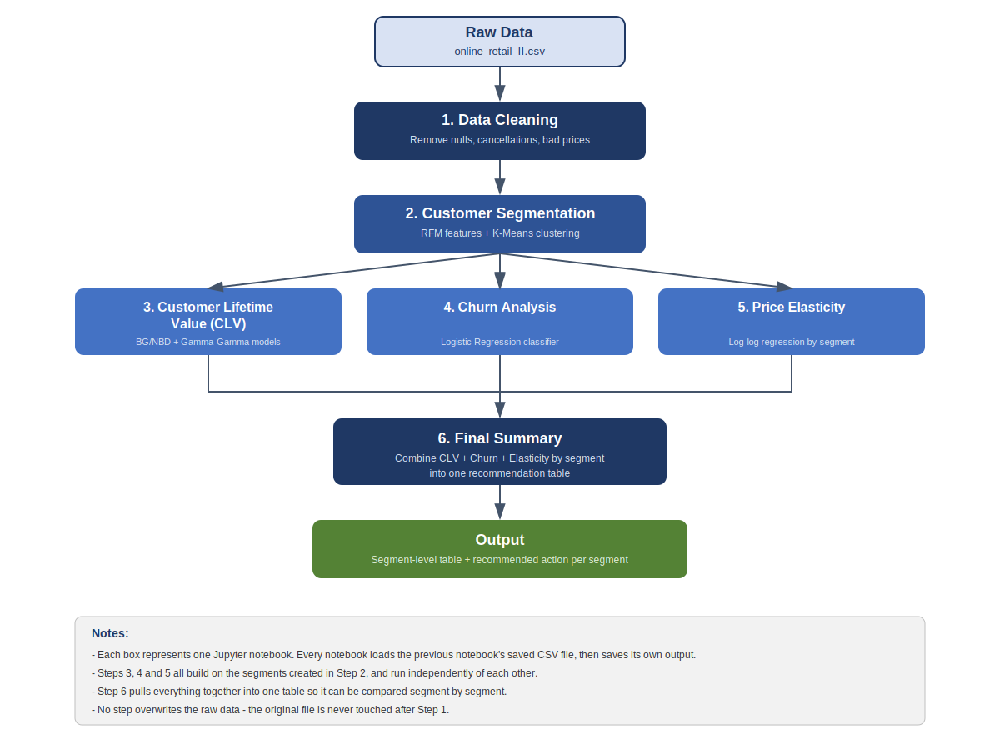 Raw Data
online_retail_II.csv
1. Data Cleaning
Remove nulls, cancellations, bad prices
2. Customer Segmentation
RFM features + K-Means clustering
3. Customer Lifetime
Value (CLV)
BG/NBD + Gamma-Gamma models
4. Churn Analysis
Logistic Regression classifier
5. Price Elasticity
Log-log regression by segment
6. Final Summary
Combine CLV + Churn + Elasticity by segment
into one recommendation table
Output
Segment-level table + recommended action per segment
Notes:
- Each box represents one Jupyter notebook. Every notebook loads the previous notebook's saved CSV file, then saves its own output.
- Steps 3, 4 and 5 all build on the segments created in Step 2, and run independently of each other.
- Step 6 pulls everything together into one table so it can be compared segment by segment.
- No step overwrites the raw data - the original file is never touched after Step 1.